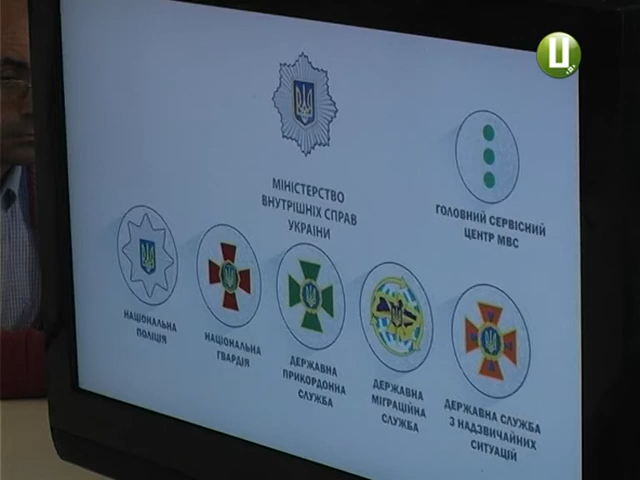 Ц
МІНІСТЕРСТВО
ВНУТРІШНІХ СПРАВ
УКРАЇНИ
ГОЛОВНИЙ СЕРВІСНИЙ
ЦЕНТР МВС
НАЦІОНАЛЬНА
ПОЛІЦІЯ
НАЦІОНАЛЬНА
ГВАРДІЯ
ДЕРЖАВНА
ПРИКОРДОННА
СЛУЖБА
ДЕРЖАВНА
МІГРАЦІЙНА
СЛУЖБА
ДЕРЖАВНА СЛУЖБА
З НАДЗВИЧАЙНИХ
СИТУАЦІЙ